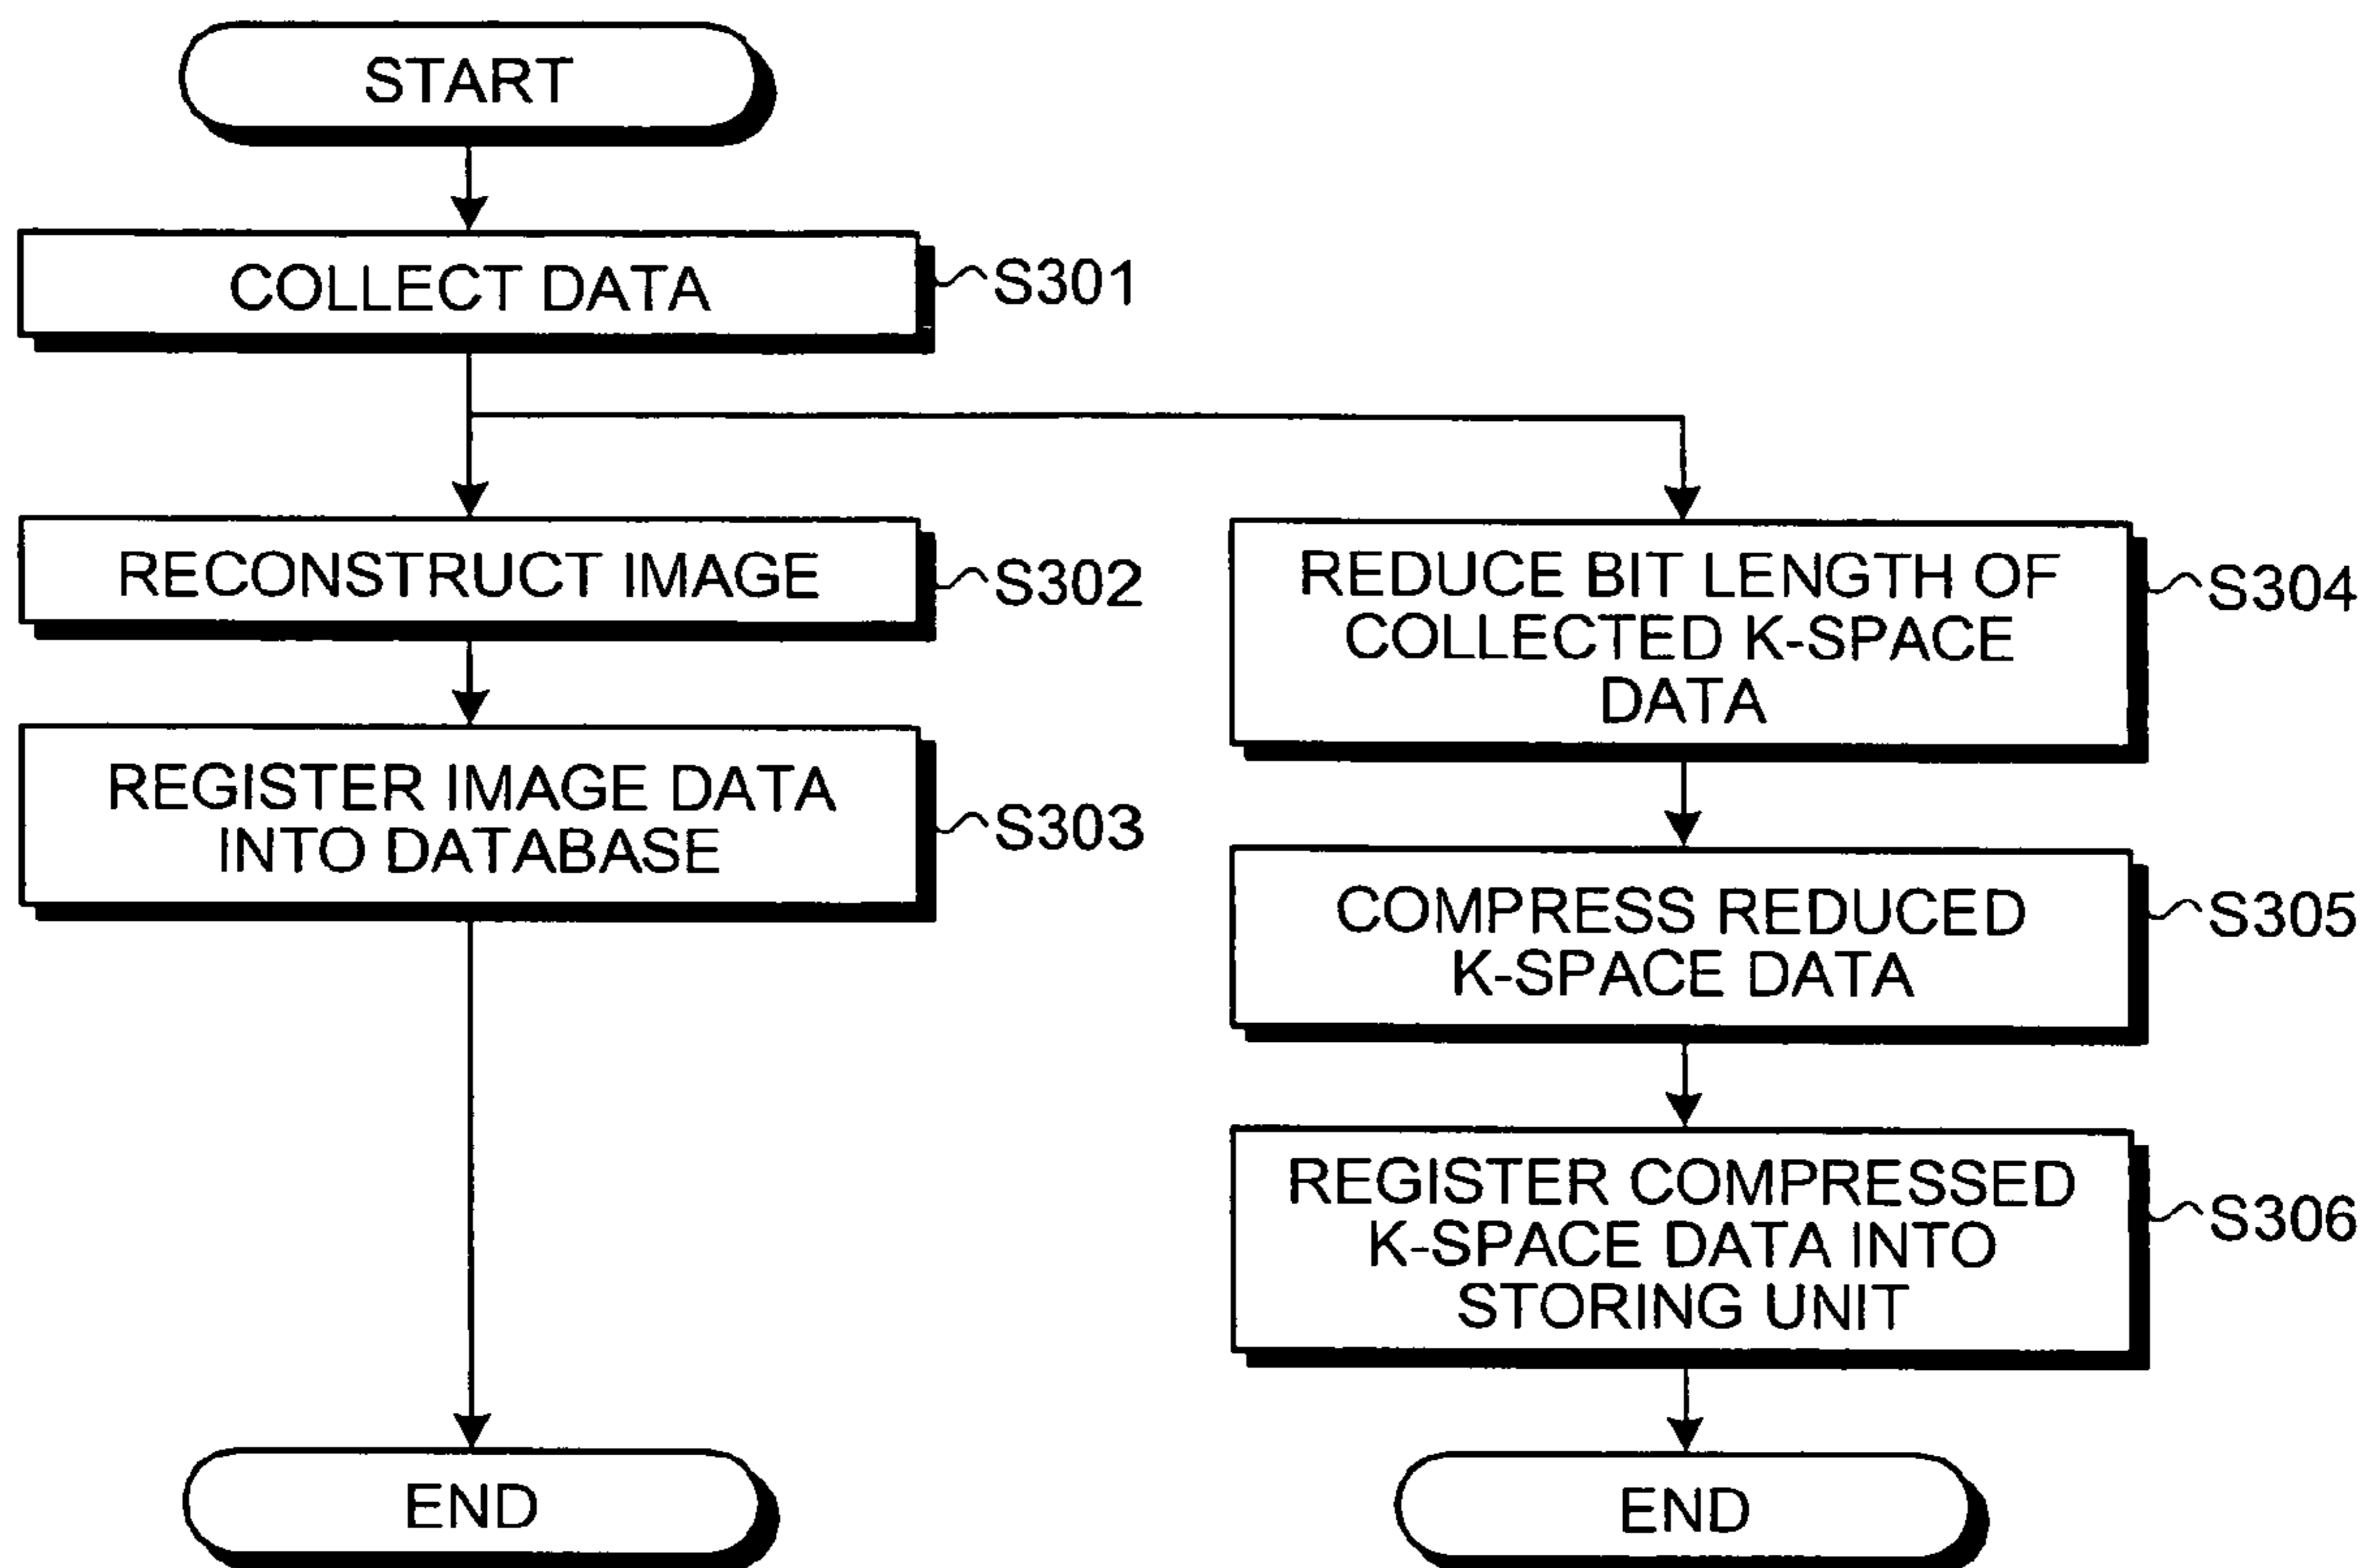 START
COLLECT DATA
S301
RECONSTRUCT IMAGE
S302
REGISTER IMAGE DATA
INTO DATABASE
S303
END
REDUCE BIT LENGTH OF
COLLECTED K-SPACE
DATA
S304
COMPRESS REDUCED
K-SPACE DATA
S305
REGISTER COMPRESSED
K-SPACE DATA INTO
STORING UNIT
S306
END